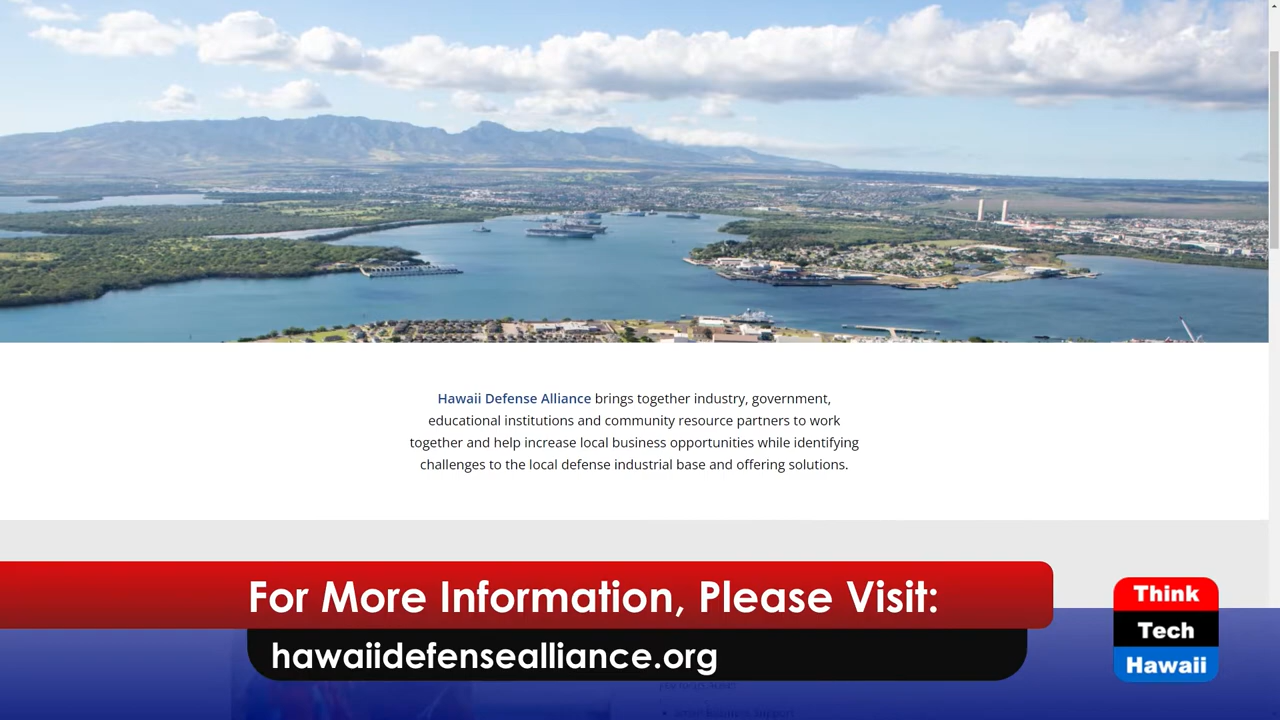 Hawaii Defense Alliance brings together industry, government,
educational institutions and community resource partners to work
together and help increase local business opportunities while identifying
challenges to the local defense industrial base and offering solutions.
For More Information, Please Visit:
hawaiidefensealliance.org
Think
Tech
Hawaii